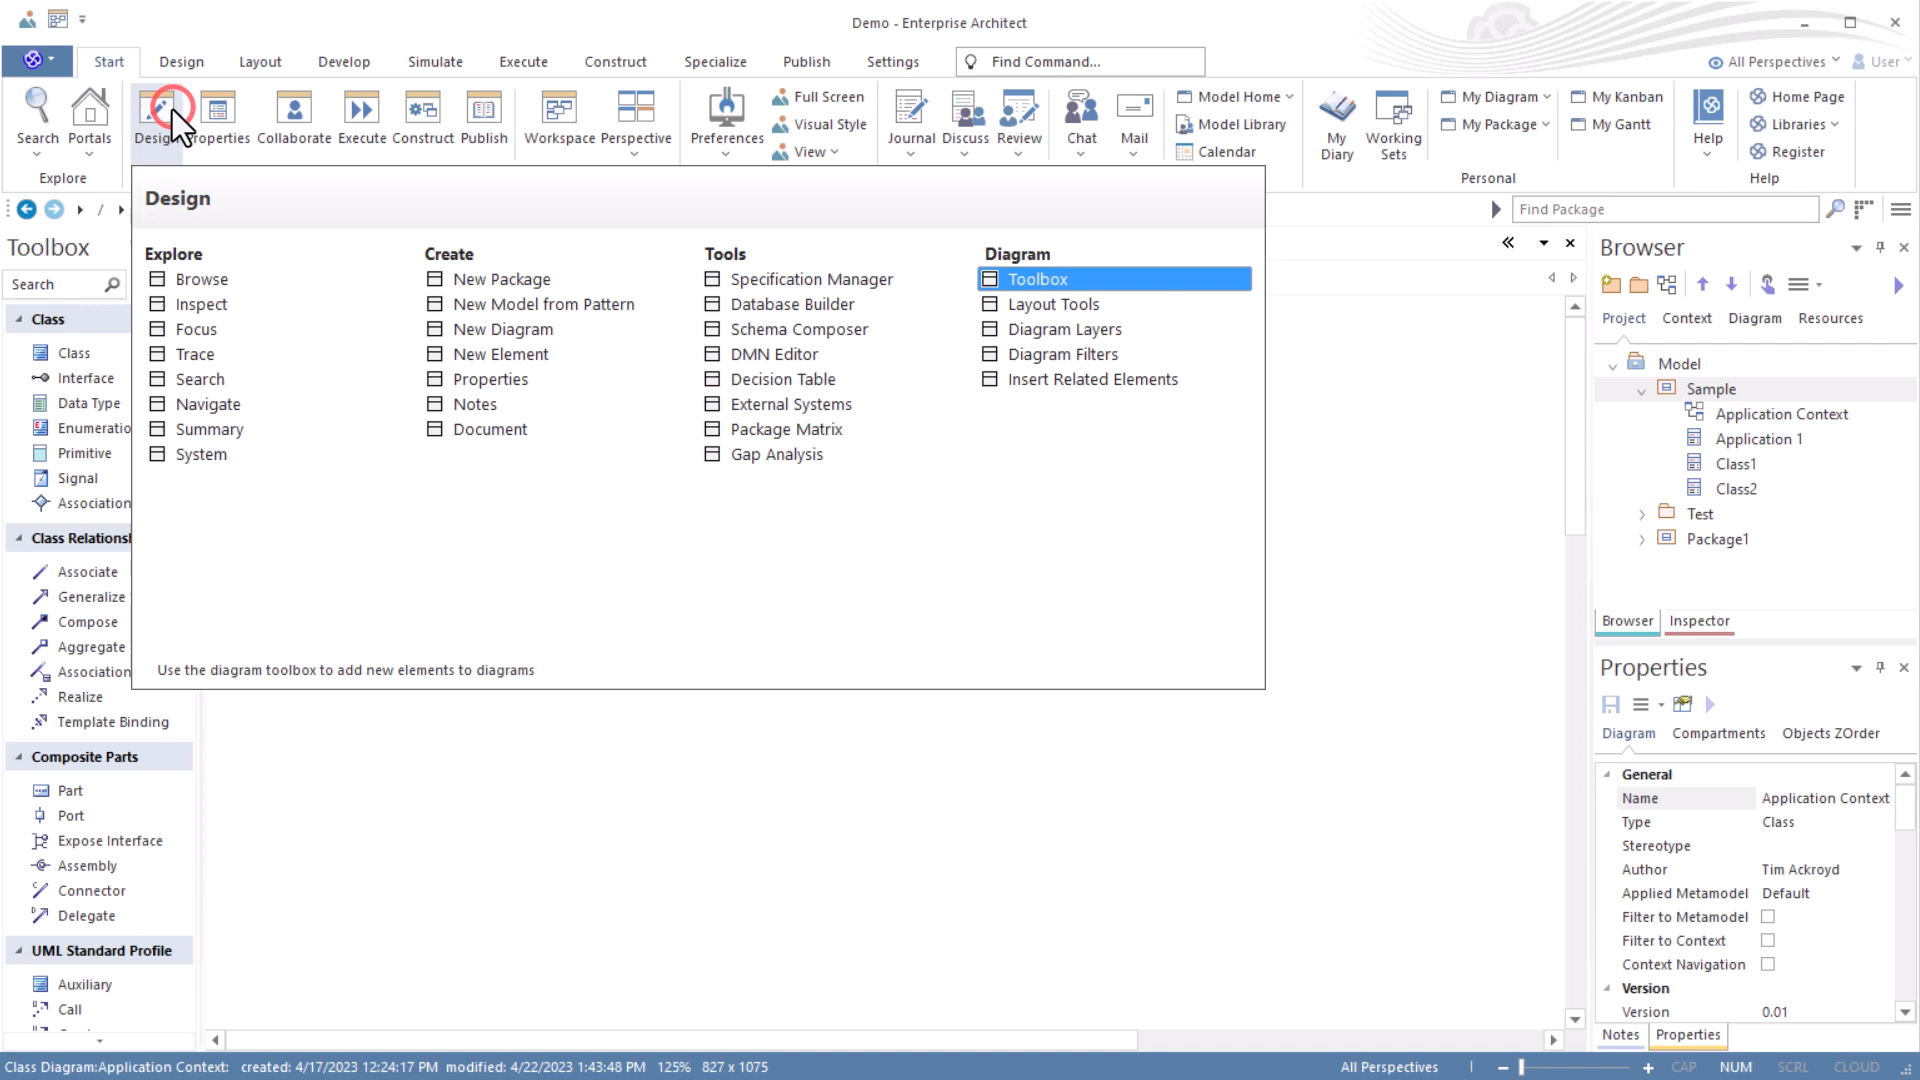 Demo - Enterprise Architect
Start Design Layout Develop Simulate Execute Construct Specialize Publish Settings Find Command... All Perspectives User
Search Portals Design Properties Collaborate Execute Construct Publish Workspace Perspective Preferences Full Screen Visual Style View Journal Discuss Review Chat Mail Model Home Model Library Calendar My Diary Working Sets My Diagram My Package My Kanban My Gantt Help Home Page Libraries Register
Explore Personal Help
/ Find Package
Toolbox
Search
Class
Class
Interface
Data Type
Enumeratio
Primitive
Signal
Association
Class Relations
Associate
Generalize
Compose
Aggregate
Association
Realize
Template Binding
Composite Parts
Part
Port
Expose Interface
Assembly
Connector
Delegate
UML Standard Profile
Auxiliary
Call
Design
Explore
Browse
Inspect
Focus
Trace
Search
Navigate
Summary
System
Create
New Package
New Model from Pattern
New Diagram
New Element
Properties
Notes
Document
Tools
Specification Manager
Database Builder
Schema Composer
DMN Editor
Decision Table
External Systems
Package Matrix
Gap Analysis
Diagram
Toolbox
Layout Tools
Diagram Layers
Diagram Filters
Insert Related Elements
Use the diagram toolbox to add new elements to diagrams
Browser
Project Context Diagram Resources
Model
Sample
Application Context
Application 1
Class1
Class2
Test
Package1
Browser Inspector
Properties
Diagram Compartments Objects ZOrder
General
Name Application Context
Type Class
Stereotype
Author Tim Ackroyd
Applied Metamodel Default
Filter to Metamodel
Filter to Context
Context Navigation
Version
Version 0.01
Notes Properties
Class Diagram:Application Context: created: 4/17/2023 12:24:17 PM modified: 4/22/2023 1:43:48 PM 125% 827 x 1075 All Perspectives CAP NUM SCRL CLOUD